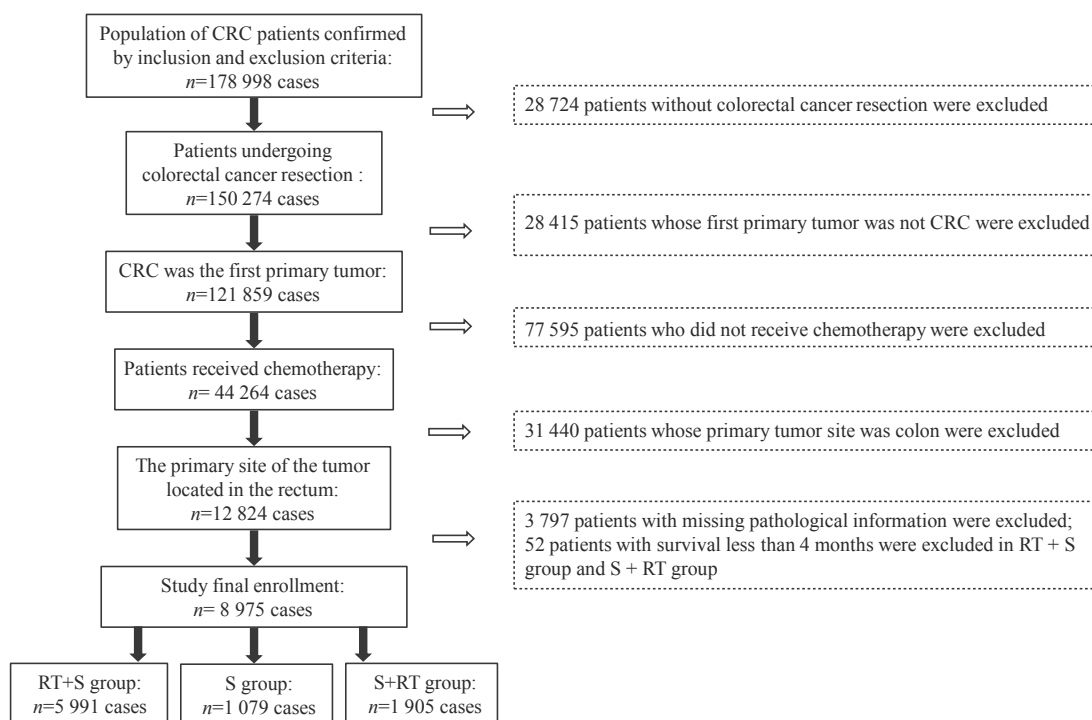 Population of CRC patients confirmed
by inclusion and exclusion criteria:
n=178 998 cases
28 724 patients without colorectal cancer resection were excluded
Patients undergoing
colorectal cancer resection :
n=150 274 cases
28 415 patients whose first primary tumor was not CRC were excluded
CRC was the first primary tumor:
n=121 859 cases
77 595 patients who did not receive chemotherapy were excluded
Patients received chemotherapy:
n= 44 264 cases
31 440 patients whose primary tumor site was colon were excluded
The primary site of the tumor
located in the rectum:
n=12 824 cases
3 797 patients with missing pathological information were excluded;
52 patients with survival less than 4 months were excluded in RT + S
group and S + RT group
Study final enrollment:
n= 8 975 cases
RT+S group:
n=5 991 cases
S group:
n=1 079 cases
S+RT group:
n=1 905 cases